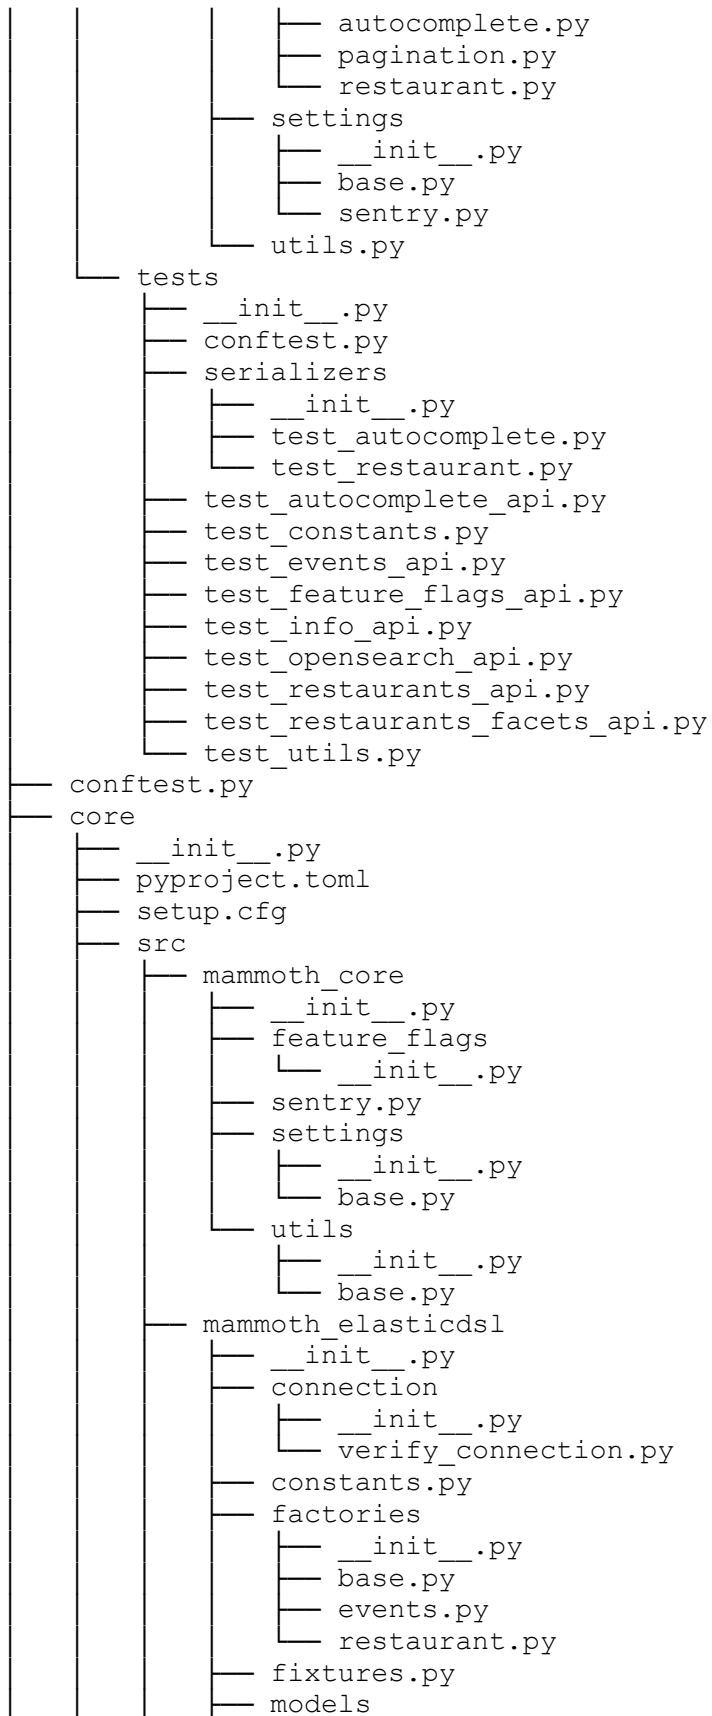 │     │           │     ├── autocomplete.py
│     │           │     ├── pagination.py
│     │           │     └── restaurant.py
│     │           ├── settings
│     │           │     ├── __init__.py
│     │           │     ├── base.py
│     │           │     └── sentry.py
│     │           └── utils.py
│     └── tests
│           ├── __init__.py
│           ├── conftest.py
│           ├── serializers
│           │     ├── __init__.py
│           │     ├── test_autocomplete.py
│           │     └── test_restaurant.py
│           ├── test_autocomplete_api.py
│           ├── test_constants.py
│           ├── test_events_api.py
│           ├── test_feature_flags_api.py
│           ├── test_info_api.py
│           ├── test_opensearch_api.py
│           ├── test_restaurants_api.py
│           ├── test_restaurants_facets_api.py
│           └── test_utils.py
├── conftest.py
├── core
│     ├── __init__.py
│     ├── pyproject.toml
│     ├── setup.cfg
│     ├── src
│     │     ├── mammoth_core
│     │     │     ├── __init__.py
│     │     │     ├── feature_flags
│     │     │     │     └── __init__.py
│     │     │     ├── sentry.py
│     │     │     ├── settings
│     │     │     │     ├── __init__.py
│     │     │     │     └── base.py
│     │     │     └── utils
│     │     │           ├── __init__.py
│     │     │           └── base.py
│     │     ├── mammoth_elasticdsl
│     │     │     ├── __init__.py
│     │     │     ├── connection
│     │     │     │     ├── __init__.py
│     │     │     │     └── verify_connection.py
│     │     │     ├── constants.py
│     │     │     ├── factories
│     │     │     │     ├── __init__.py
│     │     │     │     ├── base.py
│     │     │     │     ├── events.py
│     │     │     │     └── restaurant.py
│     │     │     ├── fixtures.py
│     │     │     ├── models